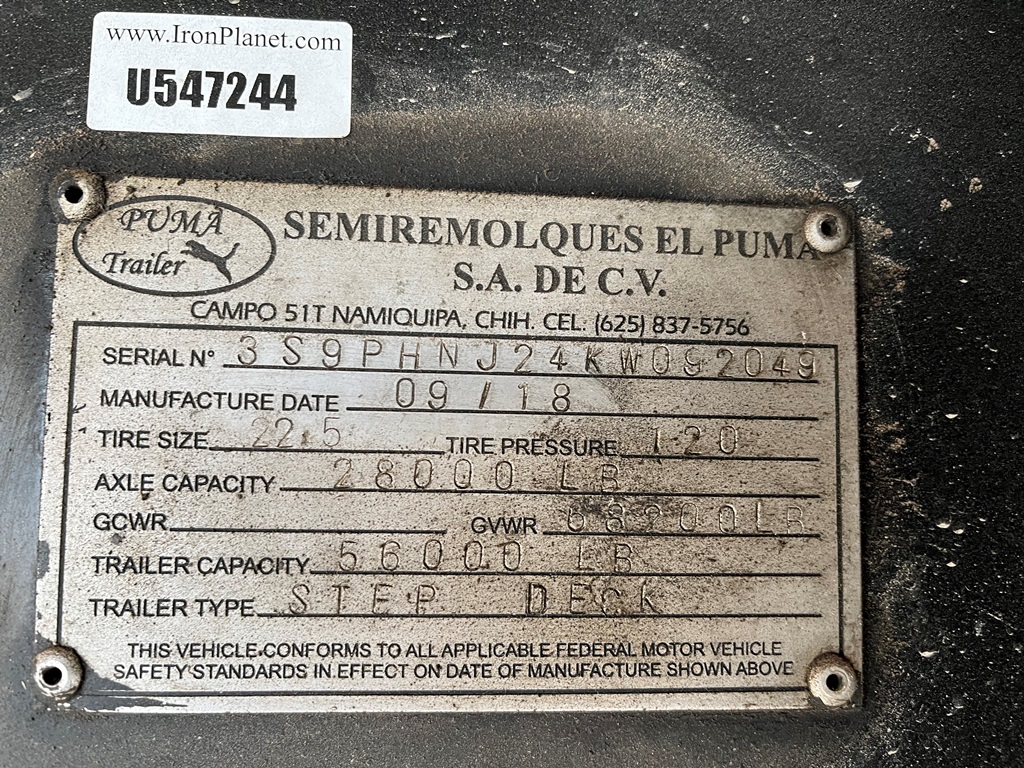 www.IronPlanet.com
U547244
PUMA
Trailer
SEMIREMOLQUES EL PUMA
S.A. DE C.V.
CAMPO 51T NAMIQUIPA, CHIH. CEL. (625) 837-5756
SERIAL N° 3S9PHNJ24KW092049
MANUFACTURE DATE 09/18
TIRE SIZE 22.5 TIRE PRESSURE 120
AXLE CAPACITY 28000 LB
GCWR GVWR 68200LB
TRAILER CAPACITY 56000 LB
TRAILER TYPE STEP DECK
THIS VEHICLE CONFORMS TO ALL APPLICABLE FEDERAL MOTOR VEHICLE
SAFETY STANDARDS IN EFFECT ON DATE OF MANUFACTURE SHOWN ABOVE